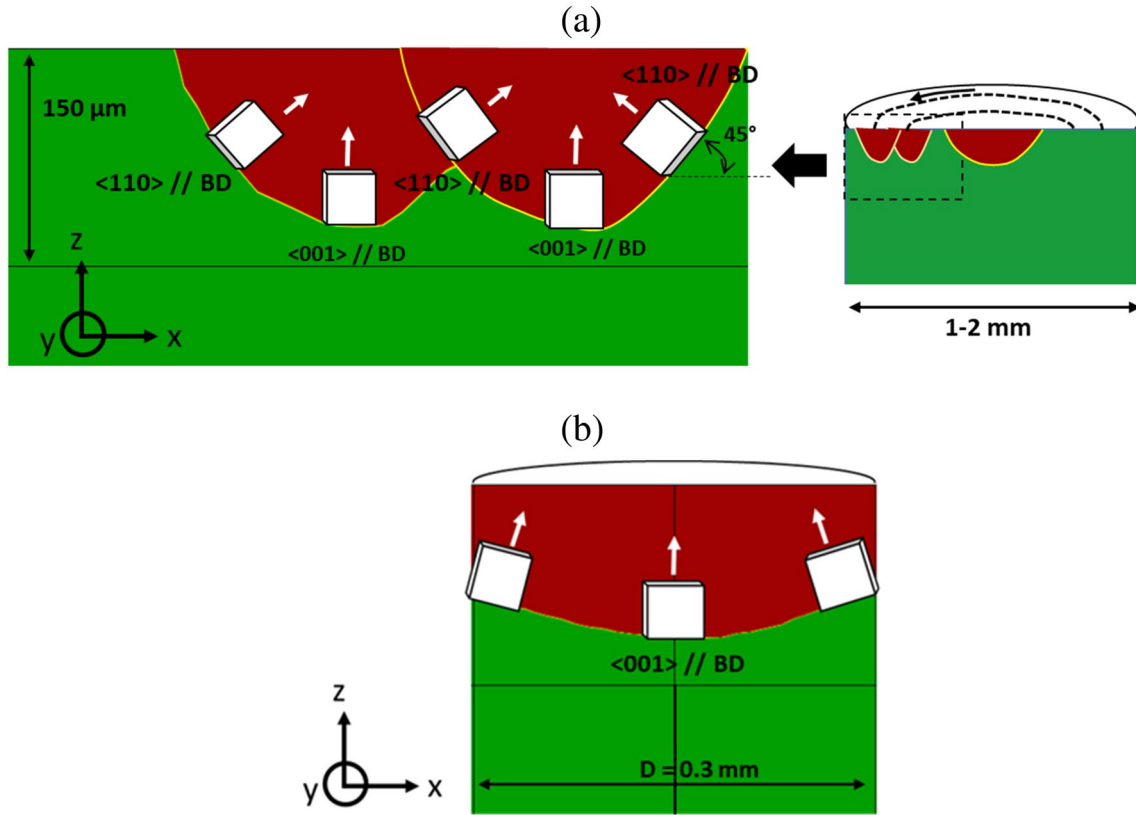 (a)
<110> // BD
150 μm
45°
<110> // BD
<110> // BD
<001> // BD
<001> // BD
z
y
x
1-2 mm
(b)
<001> // BD
z
y
x
D = 0.3 mm